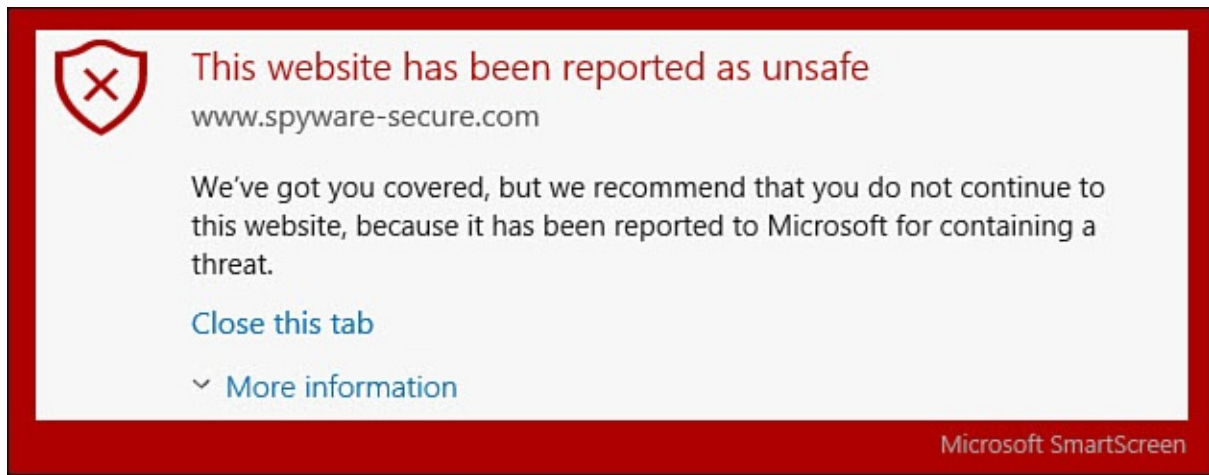 This website has been reported as unsafe
www.spyware-secure.com
We’ve got you covered, but we recommend that you do not continue to
this website, because it has been reported to Microsoft for containing a
threat.
Close this tab
More information
Microsoft SmartScreen